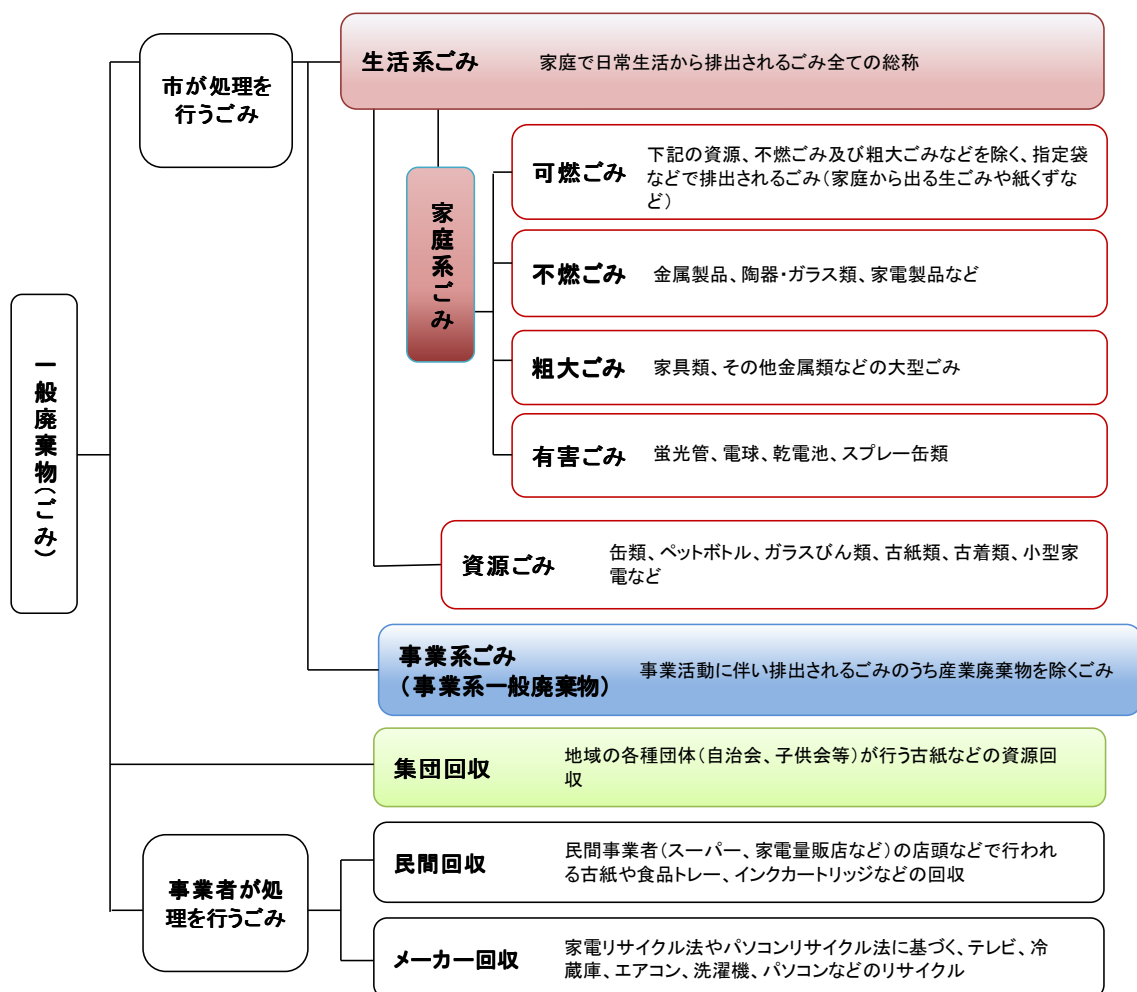 市が処理を
行うごみ
生活系ごみ
家庭で日常生活から排出されるごみ全ての総称
家庭系ごみ
可燃ごみ
下記の資源、不燃ごみ及び粗大ごみなどを除く、指定袋
などで排出されるごみ(家庭から出る生ごみや紙くずな
ど)
不燃ごみ
金属製品、陶器・ガラス類、家電製品など
粗大ごみ
家具類、その他金属類などの大型ごみ
有害ごみ
蛍光管、電球、乾電池、スプレー缶類
一般廃棄物(ごみ)
資源ごみ
缶類、ペットボトル、ガラスびん類、古紙類、古着類、小型家
電など
事業系ごみ
(事業系一般廃棄物)
事業活動に伴い排出されるごみのうち産業廃棄物を除くごみ
集団回収
地域の各種団体(自治会、子供会等)が行う古紙などの資源回
収
事業者が処
理を行うごみ
民間回収
民間事業者(スーパー、家電量販店など)の店頭などで行われ
る古紙や食品トレー、インクカートリッジなどの回収
メーカー回収
家電リサイクル法やパソコンリサイクル法に基づく、テレビ、冷
蔵庫、エアコン、洗濯機、パソコンなどのリサイクル